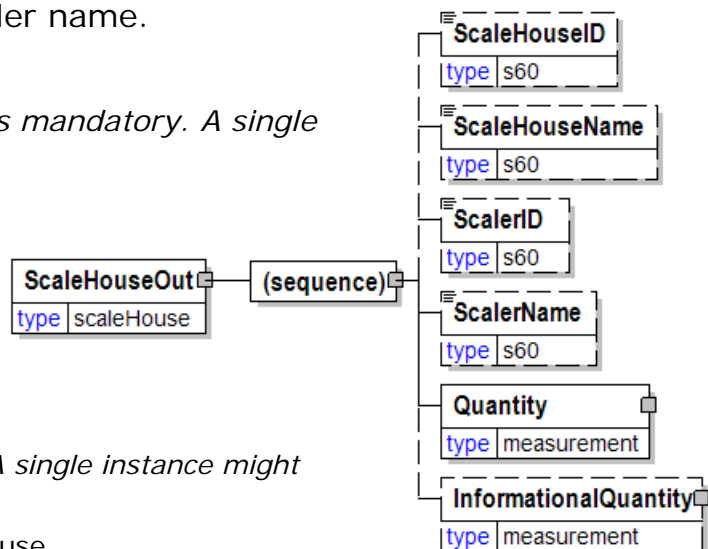 der name.
s mandatory. A single
A single instance might
use
ScaleHouseOut
type scaleHouse
(sequence)
ScaleHouseID
type s60
ScaleHouseName
type s60
ScalerID
type s60
ScalerName
type s60
Quantity
type measurement
InformationalQuantity
type measurement